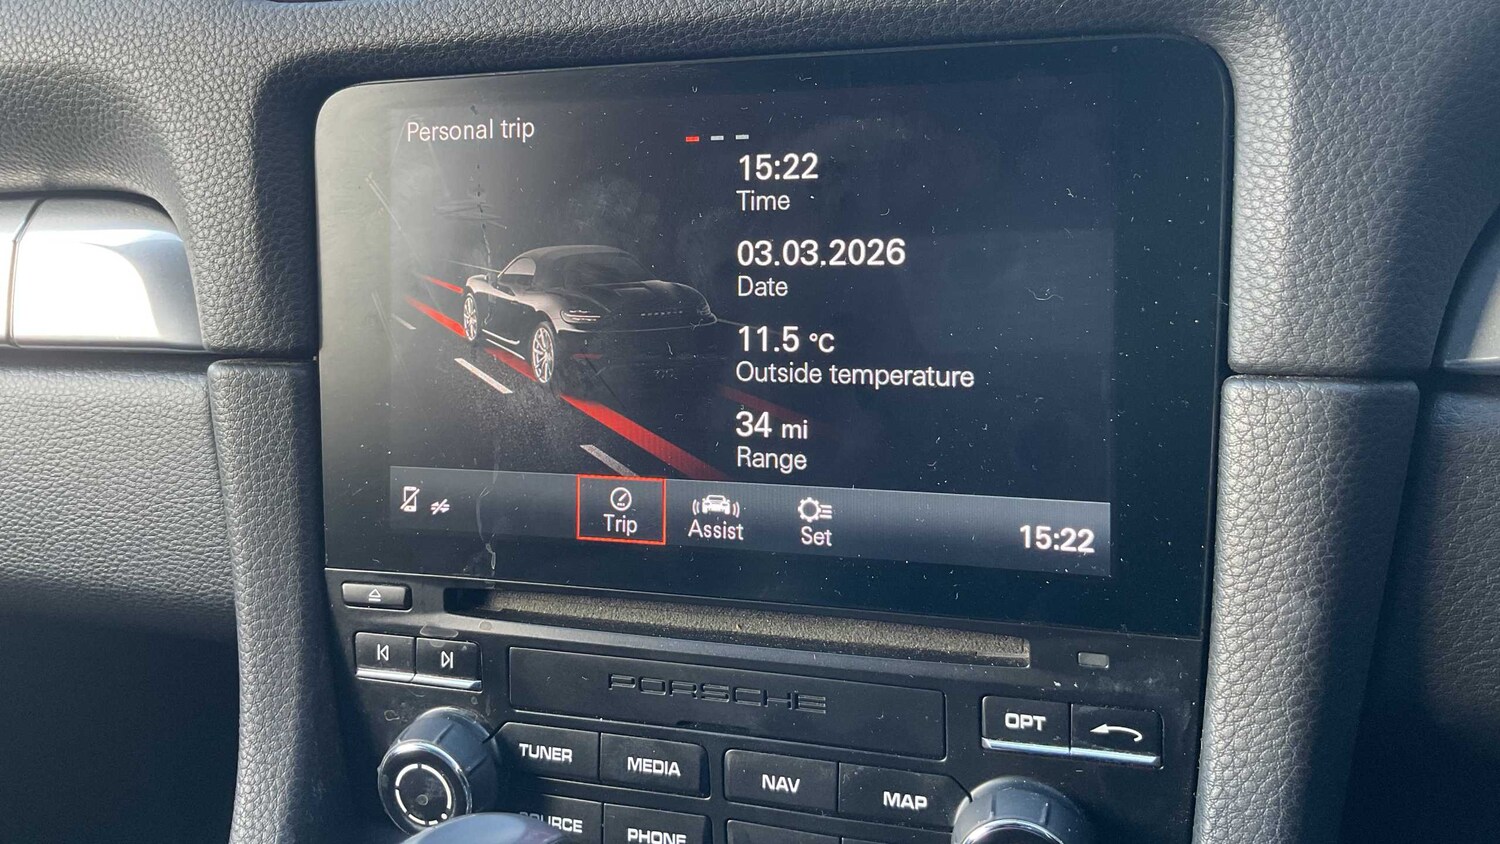 Personal trip
15:22
Time
03.03.2026
Date
11.5 °C
Outside temperature
34 mi
Range
Trip
Assist
Set
15:22
PORSCHE
OPT
TUNER
MEDIA
NAV
MAP
SOURCE
PHONE